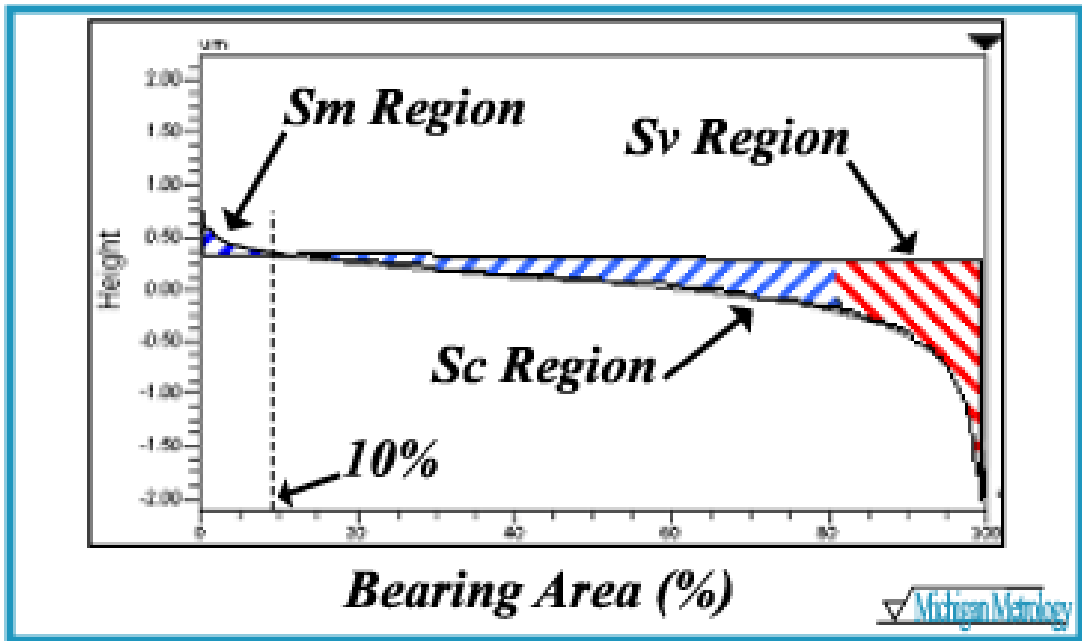 um
2.00
Sm Region
1.50
Sv Region
1.00
0.50
Height
0.00
-0.50
Sc Region
-1.00
-1.50
10%
-2.00
0 20 40 60 80 100
Bearing Area (%)
Michigan Metrology